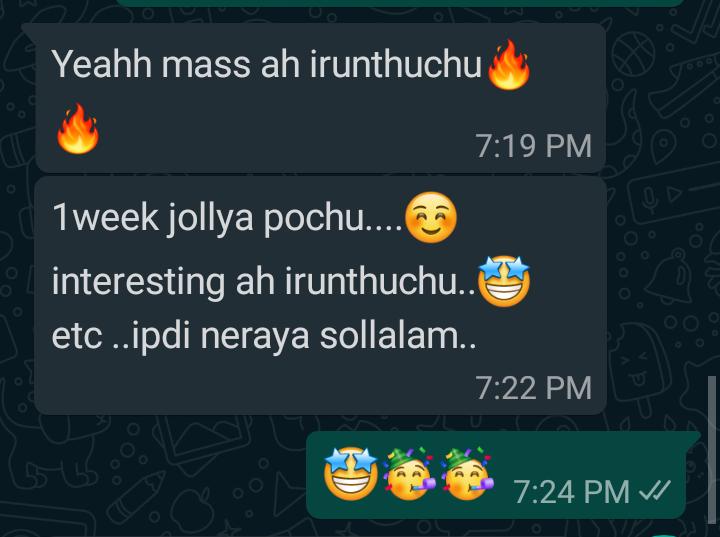 Yeahh mass ah irunthuchu🔥
🔥
7:19 PM
1week jollya pochu....☺️
interesting ah irunthuchu..🤩
etc ..ipdi neraya sollalam..
7:22 PM
🤩🥳🥳 7:24 PM